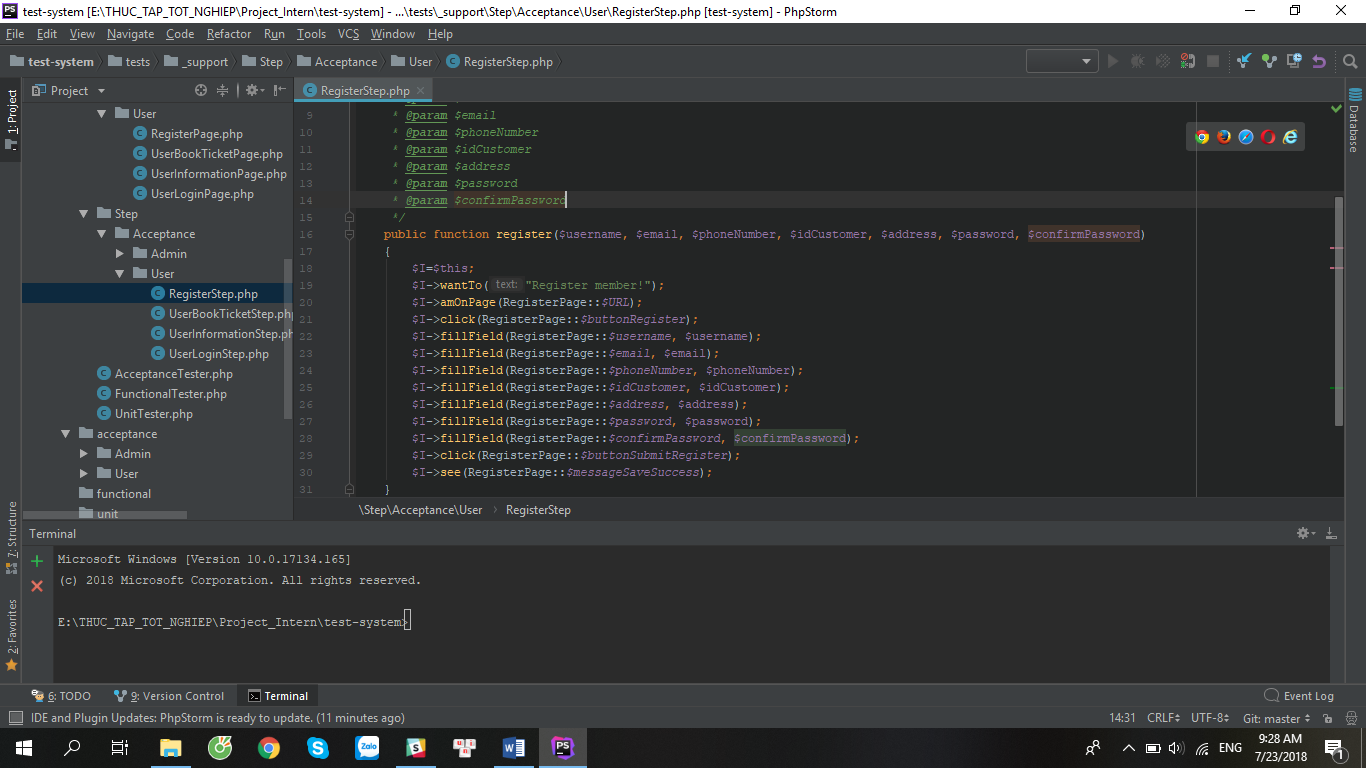 test-system [E:\THUC_TAP_TOT_NGHIEP\Project_Intern\test-system] - ...\tests\_support\Step\Acceptance\User\RegisterStep.php [test-system] - PhpStorm
File Edit View Navigate Code Refactor Run Tools VCS Window Help
test-system tests _support Step Acceptance User RegisterStep.php
1: Project
7: Structure
2: Favorites
Project
User
RegisterPage.php
UserBookTicketPage.php
UserInformationPage.php
UserLoginPage.php
Step
Acceptance
Admin
User
RegisterStep.php
UserBookTicketStep.ph
UserInformationStep.ph
UserLoginStep.php
AcceptanceTester.php
FunctionalTester.php
UnitTester.php
acceptance
Admin
User
functional
unit
RegisterStep.php
9 * @param $email
10 * @param $phoneNumber
11 * @param $idCustomer
12 * @param $address
13 * @param $password
14 * @param $confirmPassword
15 */
16 public function register($username, $email, $phoneNumber, $idCustomer, $address, $password, $confirmPassword)
17 {
18 $I=$this;
19 $I->wantTo( text: "Register member!");
20 $I->amOnPage(RegisterPage::$URL);
21 $I->click(RegisterPage::$buttonRegister);
22 $I->fillField(RegisterPage::$username, $username);
23 $I->fillField(RegisterPage::$email, $email);
24 $I->fillField(RegisterPage::$phoneNumber, $phoneNumber);
25 $I->fillField(RegisterPage::$idCustomer, $idCustomer);
26 $I->fillField(RegisterPage::$address, $address);
27 $I->fillField(RegisterPage::$password, $password);
28 $I->fillField(RegisterPage::$confirmPassword, $confirmPassword);
29 $I->click(RegisterPage::$buttonSubmitRegister);
30 $I->see(RegisterPage::$messageSaveSuccess);
31 }
\Step\Acceptance\User RegisterStep
Database
Terminal
Microsoft Windows [Version 10.0.17134.165]
(c) 2018 Microsoft Corporation. All rights reserved.
E:\THUC_TAP_TOT_NGHIEP\Project_Intern\test-system>
6: TODO 9: Version Control Terminal Event Log
IDE and Plugin Updates: PhpStorm is ready to update. (11 minutes ago) 14:31 CRLF UTF-8 Git: master
Zalo
ENG
9:28 AM
7/23/2018
1